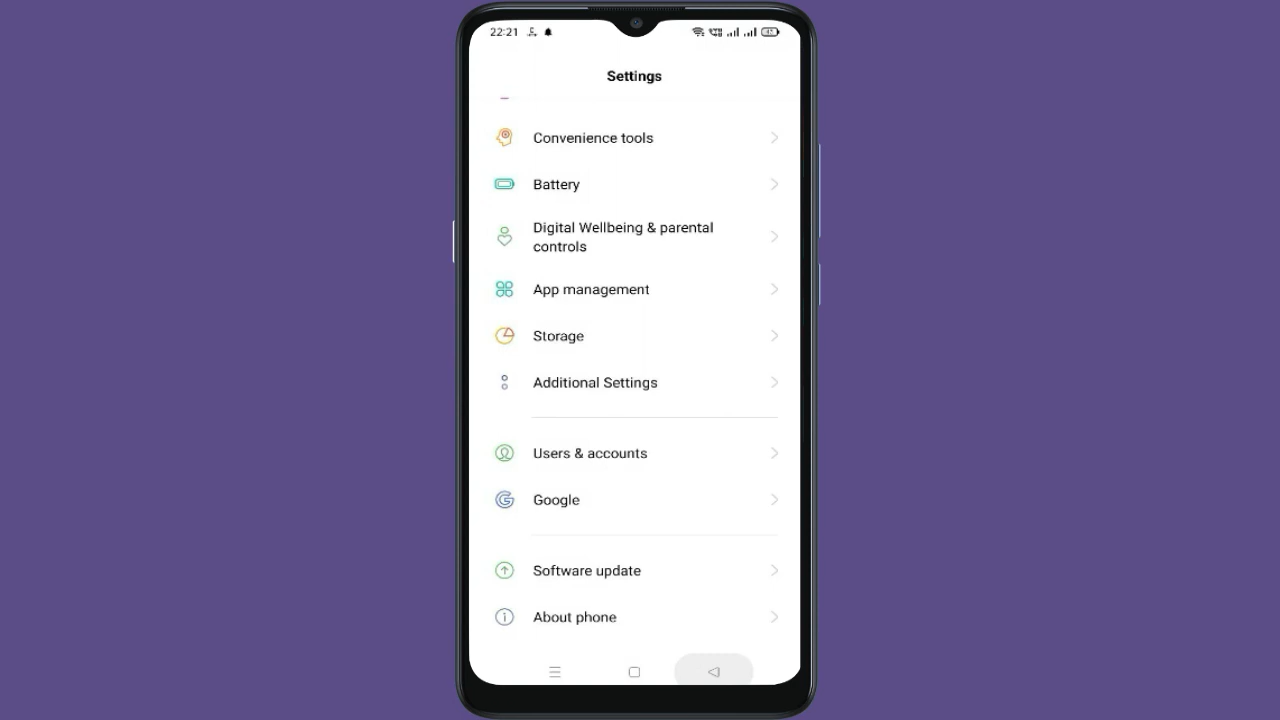 22:21
Settings
Convenience tools
Battery
Digital Wellbeing & parental
controls
App management
Storage
Additional Settings
Users & accounts
Google
Software update
About phone